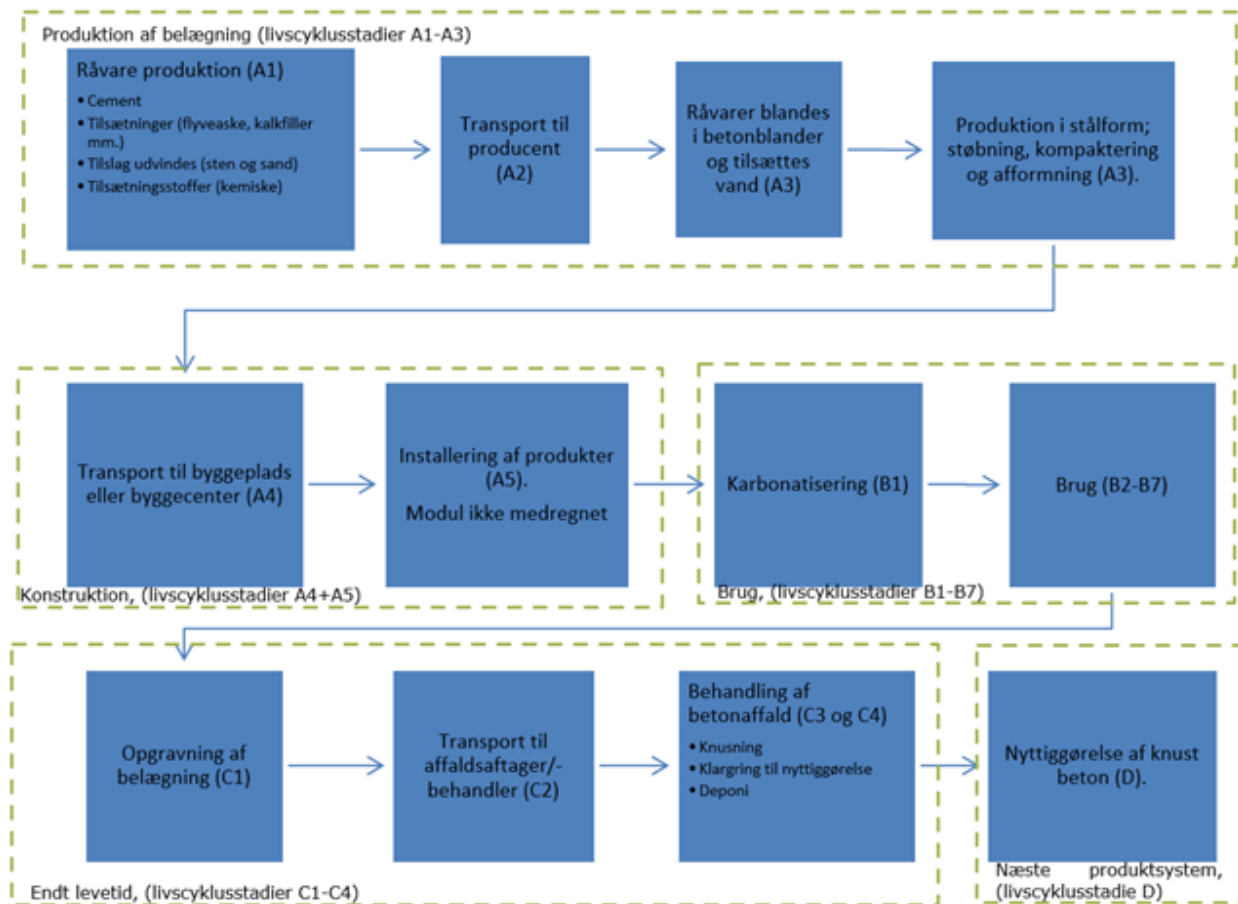 Produktion af belægning (livscyklusstadier A1-A3)
Råvare produktion (A1)
• Cement
• Tilsætninger (flyveaske, kalkfiller
mm.)
• Tilslag udvindes (sten og sand)
• Tilsætningsstoffer (kemiske)
Transport til
producent
(A2)
Råvarer blandes
i betonblander
og tilsættes
vand (A3)
Produktion i stålform;
støbning, kompaktering
og afformning (A3).
Transport til byggeplads
eller byggecenter (A4)
Installering af produkter
(A5).
Modul ikke medregnet
Konstruktion, (livscyklusstadier A4+A5)
Karbonatisering (B1)
Brug (B2-B7)
Brug, (livscyklusstadier B1-B7)
Opgravning af
belægning (C1)
Transport til
affaldsaftager/-
behandler (C2)
Behandling af
betonaffald (C3 og C4)
• Knusning
• Klargring til nyttiggørelse
• Deponi
Endt levetid, (livscyklusstadier C1-C4)
Nyttiggørelse af knust
beton (D).
Næste produktsystem,
(livscyklusstadie D)